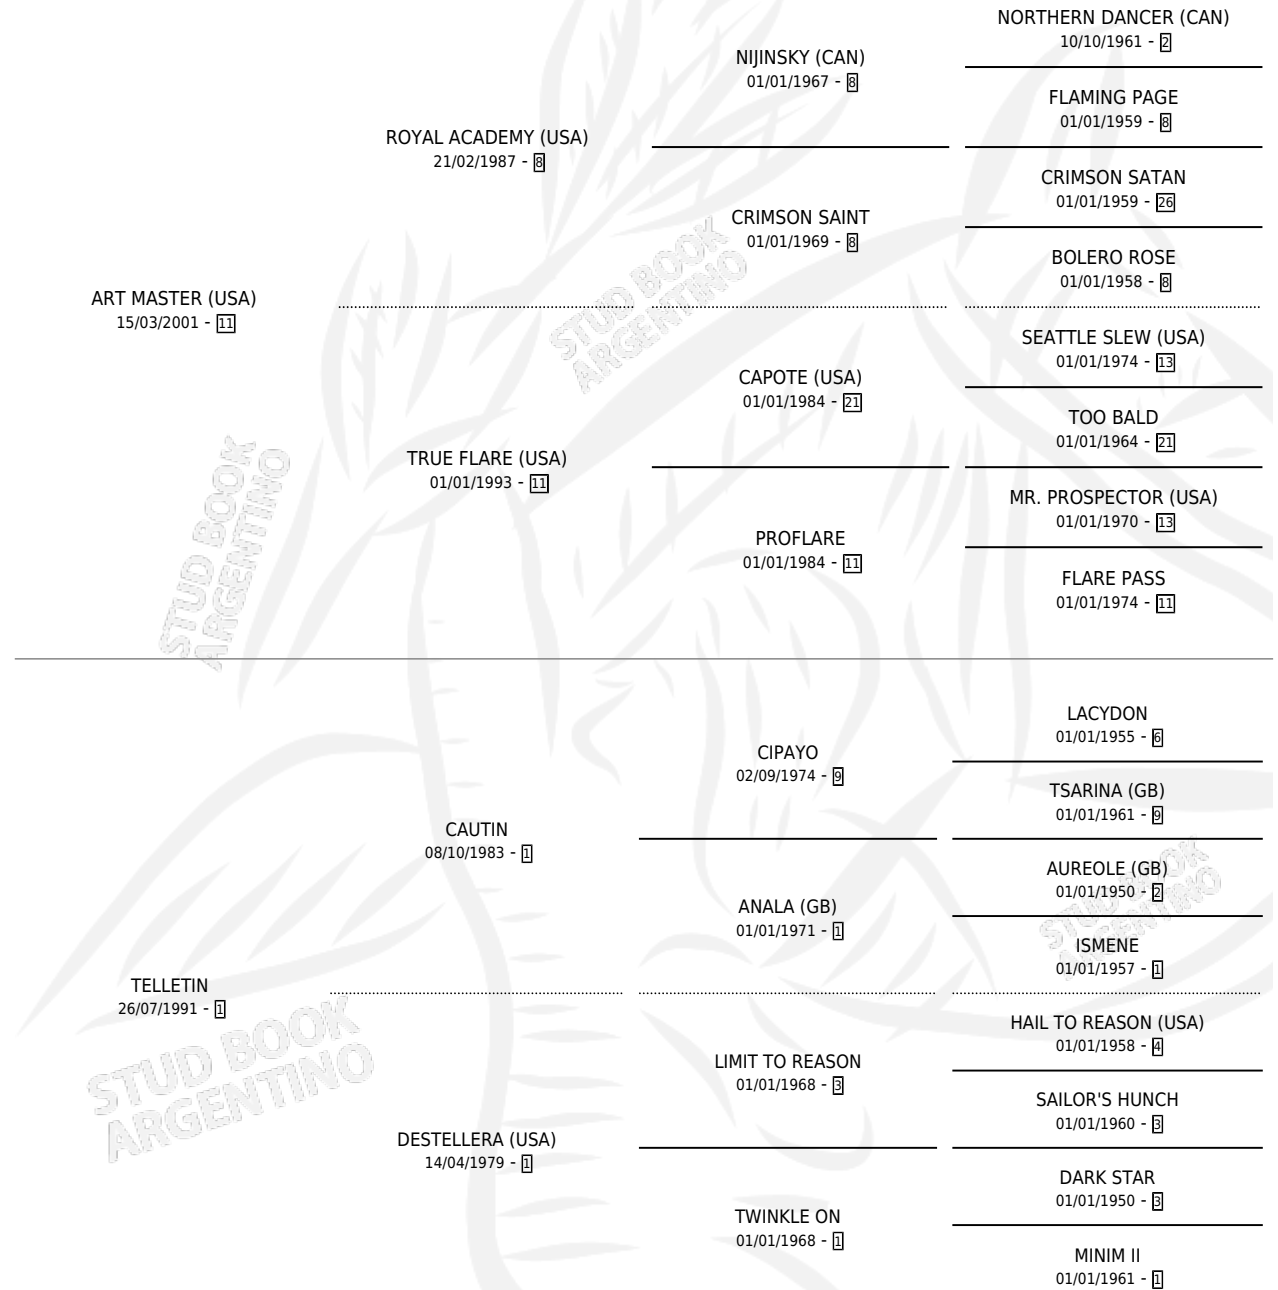 NORTHERN DANCER (CAN)
10/10/1961 - 2
NIJINSKY (CAN)
01/01/1967 - 8
FLAMING PAGE
01/01/1959 - 8
ROYAL ACADEMY (USA)
21/02/1987 - 8
CRIMSON SATAN
01/01/1959 - 26
CRIMSON SAINT
01/01/1969 - 8
BOLERO ROSE
01/01/1958 - 8
ART MASTER (USA)
15/03/2001 - 11
SEATTLE SLEW (USA)
01/01/1974 - 13
CAPOTE (USA)
01/01/1984 - 21
TOO BALD
01/01/1964 - 21
TRUE FLARE (USA)
01/01/1993 - 11
MR. PROSPECTOR (USA)
01/01/1970 - 13
PROFLARE
01/01/1984 - 11
FLARE PASS
01/01/1974 - 11
LACYDON
01/01/1955 - 6
CIPAYO
02/09/1974 - 9
TSARINA (GB)
01/01/1961 - 9
CAUTIN
08/10/1983 - 1
AUREOLE (GB)
01/01/1950 - 2
ANALA (GB)
01/01/1971 - 1
ISMENE
01/01/1957 - 1
TELLETIN
26/07/1991 - 1
HAIL TO REASON (USA)
01/01/1958 - 4
LIMIT TO REASON
01/01/1968 - 3
SAILOR'S HUNCH
01/01/1960 - 3
DESTELLERA (USA)
14/04/1979 - 1
DARK STAR
01/01/1950 - 3
TWINKLE ON
01/01/1968 - 1
MINIM II
01/01/1961 - 1
STUD BOOK
ARGENTINO
STUD BOOK
ARGENTINO
STUD BOOK
ARGENTINO
STUD BOOK
ARGENTINO